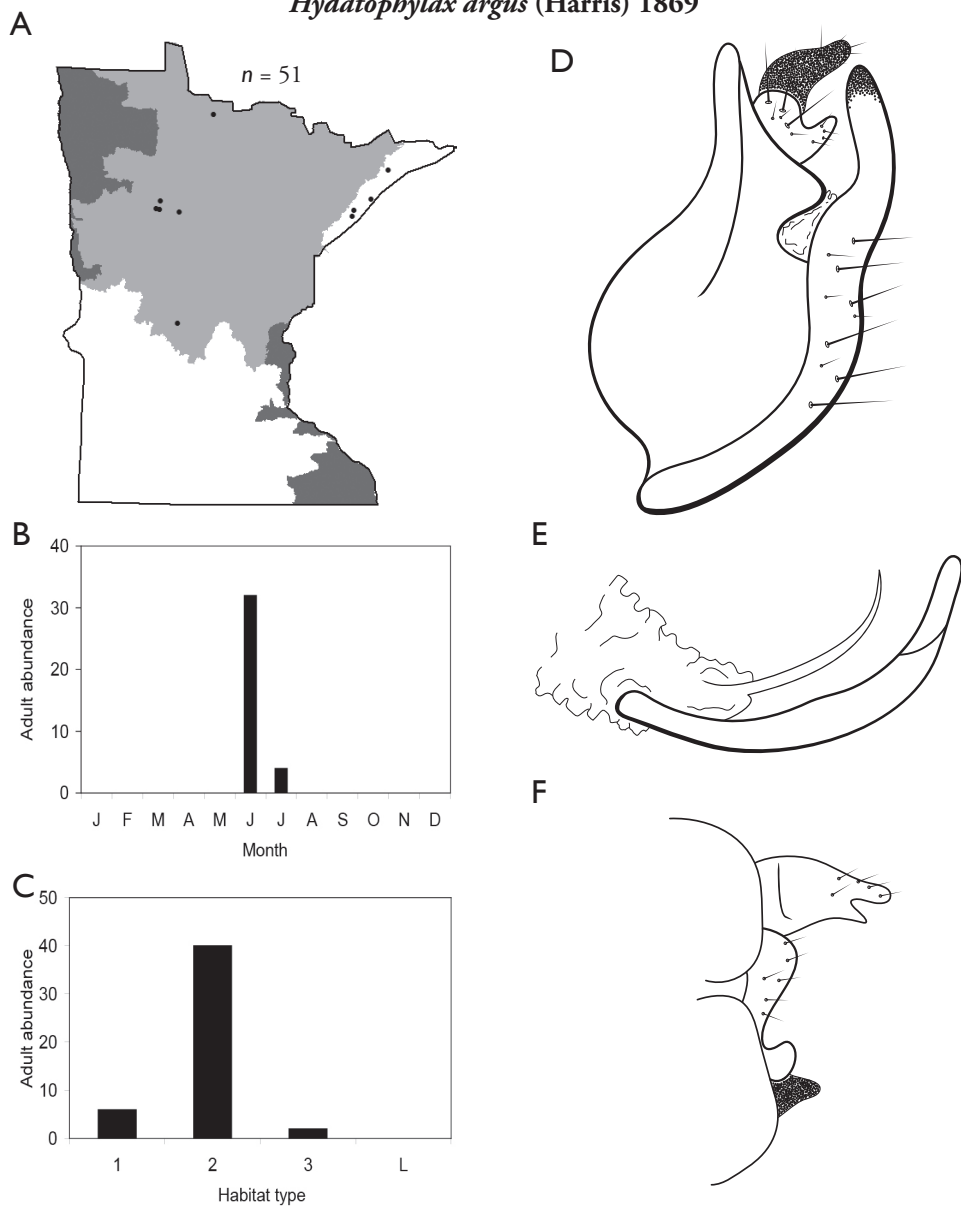 Hydatophylax argus (Harris) 1869
A
n = 51
D
B
40
30
20
10
0
Adult abundance
J F M A M J J A S O N D
Month
E
C
50
40
30
20
10
0
Adult abundance
1 2 3 L
Habitat type
F